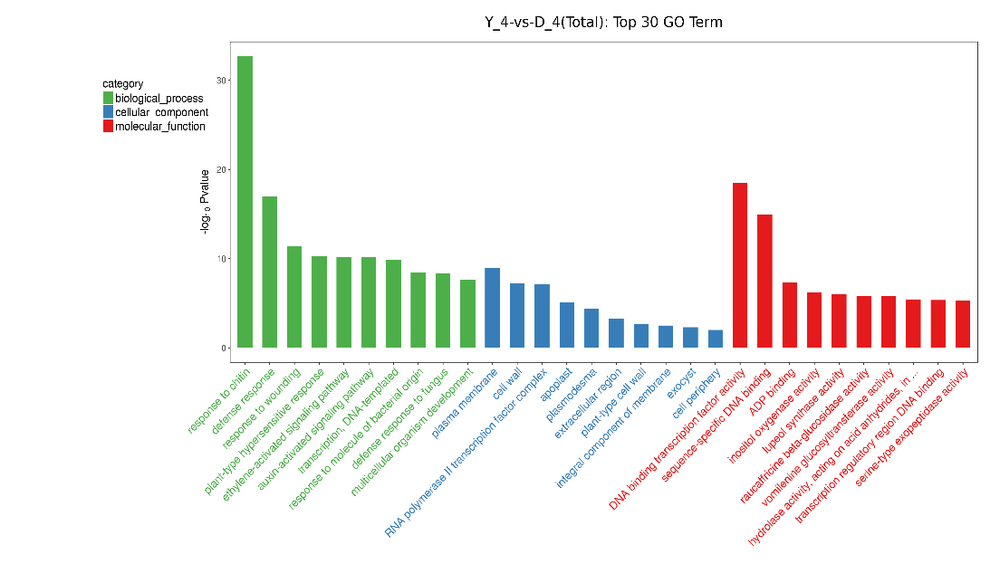 Y_4-vs-D_4(Total): Top 30 GO Term
category
biological_process
cellular_component
molecular_function
-log10 Pvalue
30
20
10
0
response to chitin
defense response
response to wounding
plant-type hypersensitive response
ethylene-activated signaling pathway
auxin-activated signaling pathway
transcription, DNA-templated
response to molecule of bacterial origin
defense response to fungus
multicellular organism development
plasma membrane
cell wall
RNA polymerase II transcription factor complex
apoplast
plasmodesma
extracellular region
plant-type cell wall
integral component of membrane
exocyst
cell periphery
DNA binding transcription factor activity
sequence-specific DNA binding
ADP binding
inositol oxygenase activity
lupeol synthase activity
raucaffricine beta-glucosidase activity
vomilenine glucosyltransferase activity
hydrolase activity, acting on acid anhydrides, in ...
transcription regulatory region DNA binding
serine-type exopeptidase activity